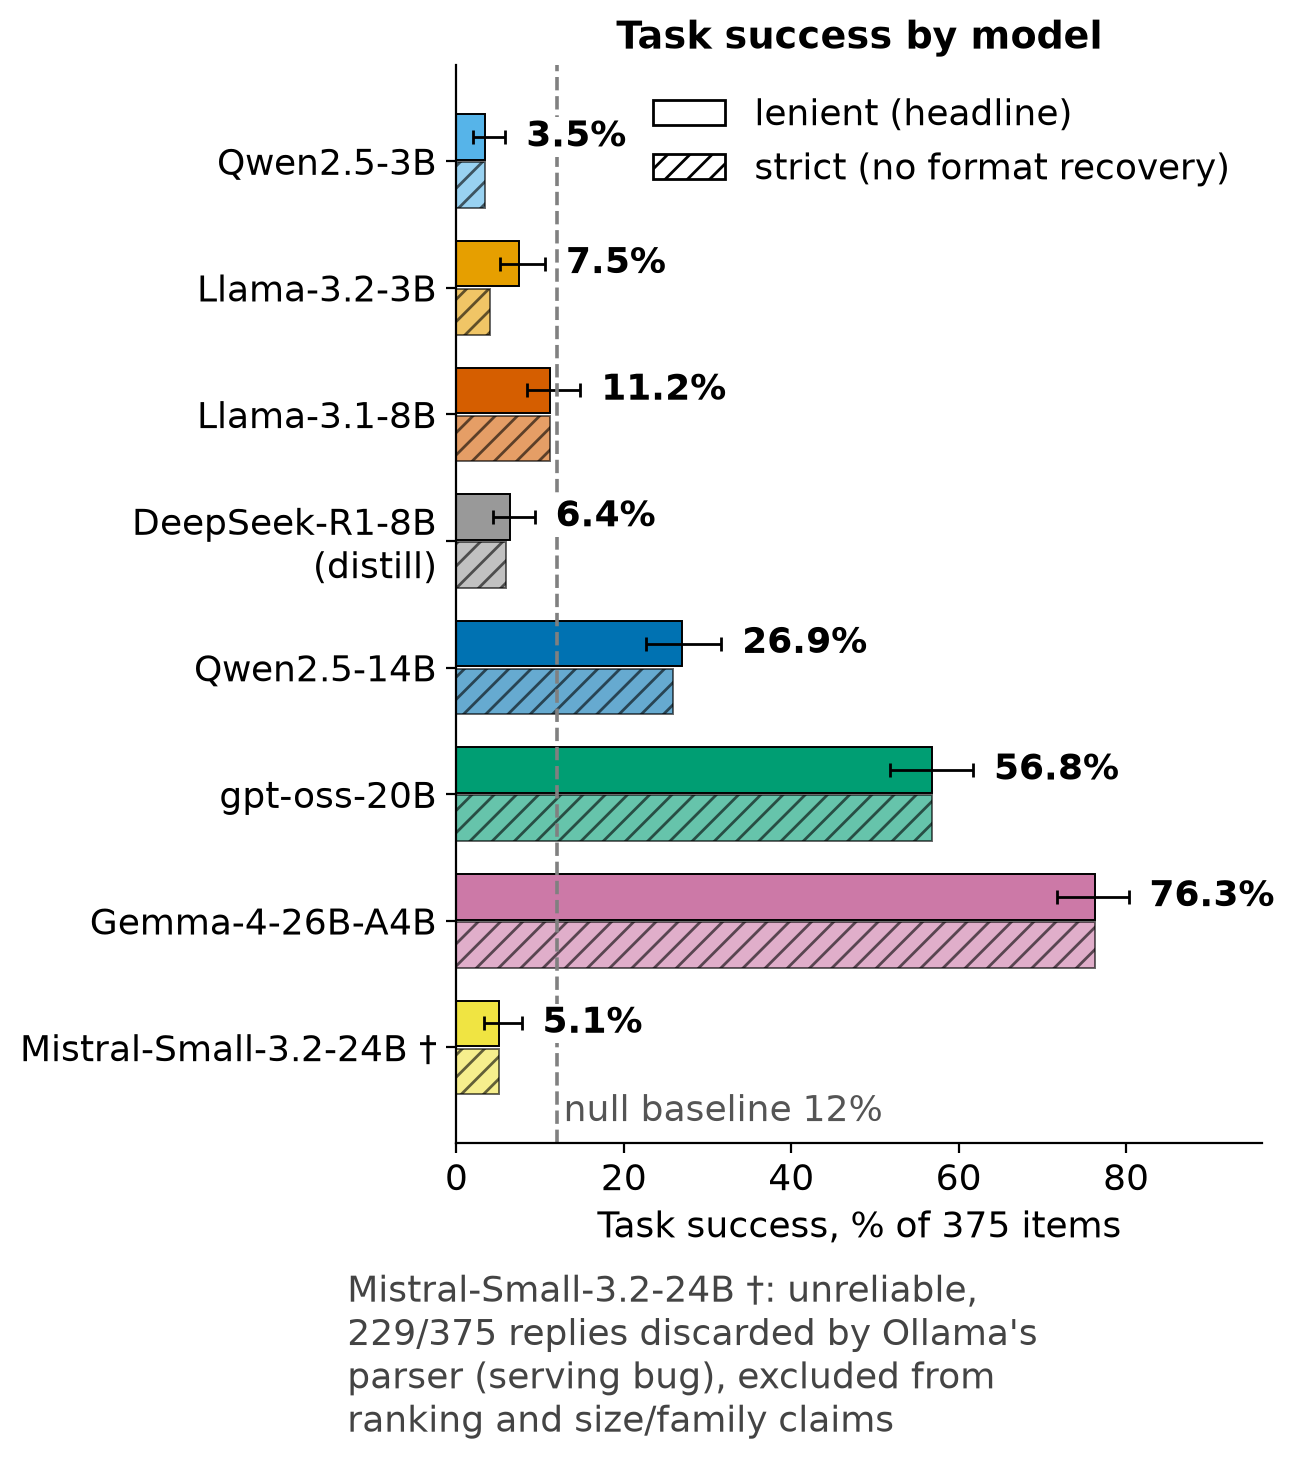 Task success by model
lenient (headline)
strict (no format recovery)
Qwen2.5-3B
3.5%
Llama-3.2-3B
7.5%
Llama-3.1-8B
11.2%
DeepSeek-R1-8B
(distill)
6.4%
Qwen2.5-14B
26.9%
gpt-oss-20B
56.8%
Gemma-4-26B-A4B
76.3%
Mistral-Small-3.2-24B †
5.1%
null baseline 12%
0 20 40 60 80
Task success, % of 375 items
Mistral-Small-3.2-24B †: unreliable,
229/375 replies discarded by Ollama's
parser (serving bug), excluded from
ranking and size/family claims